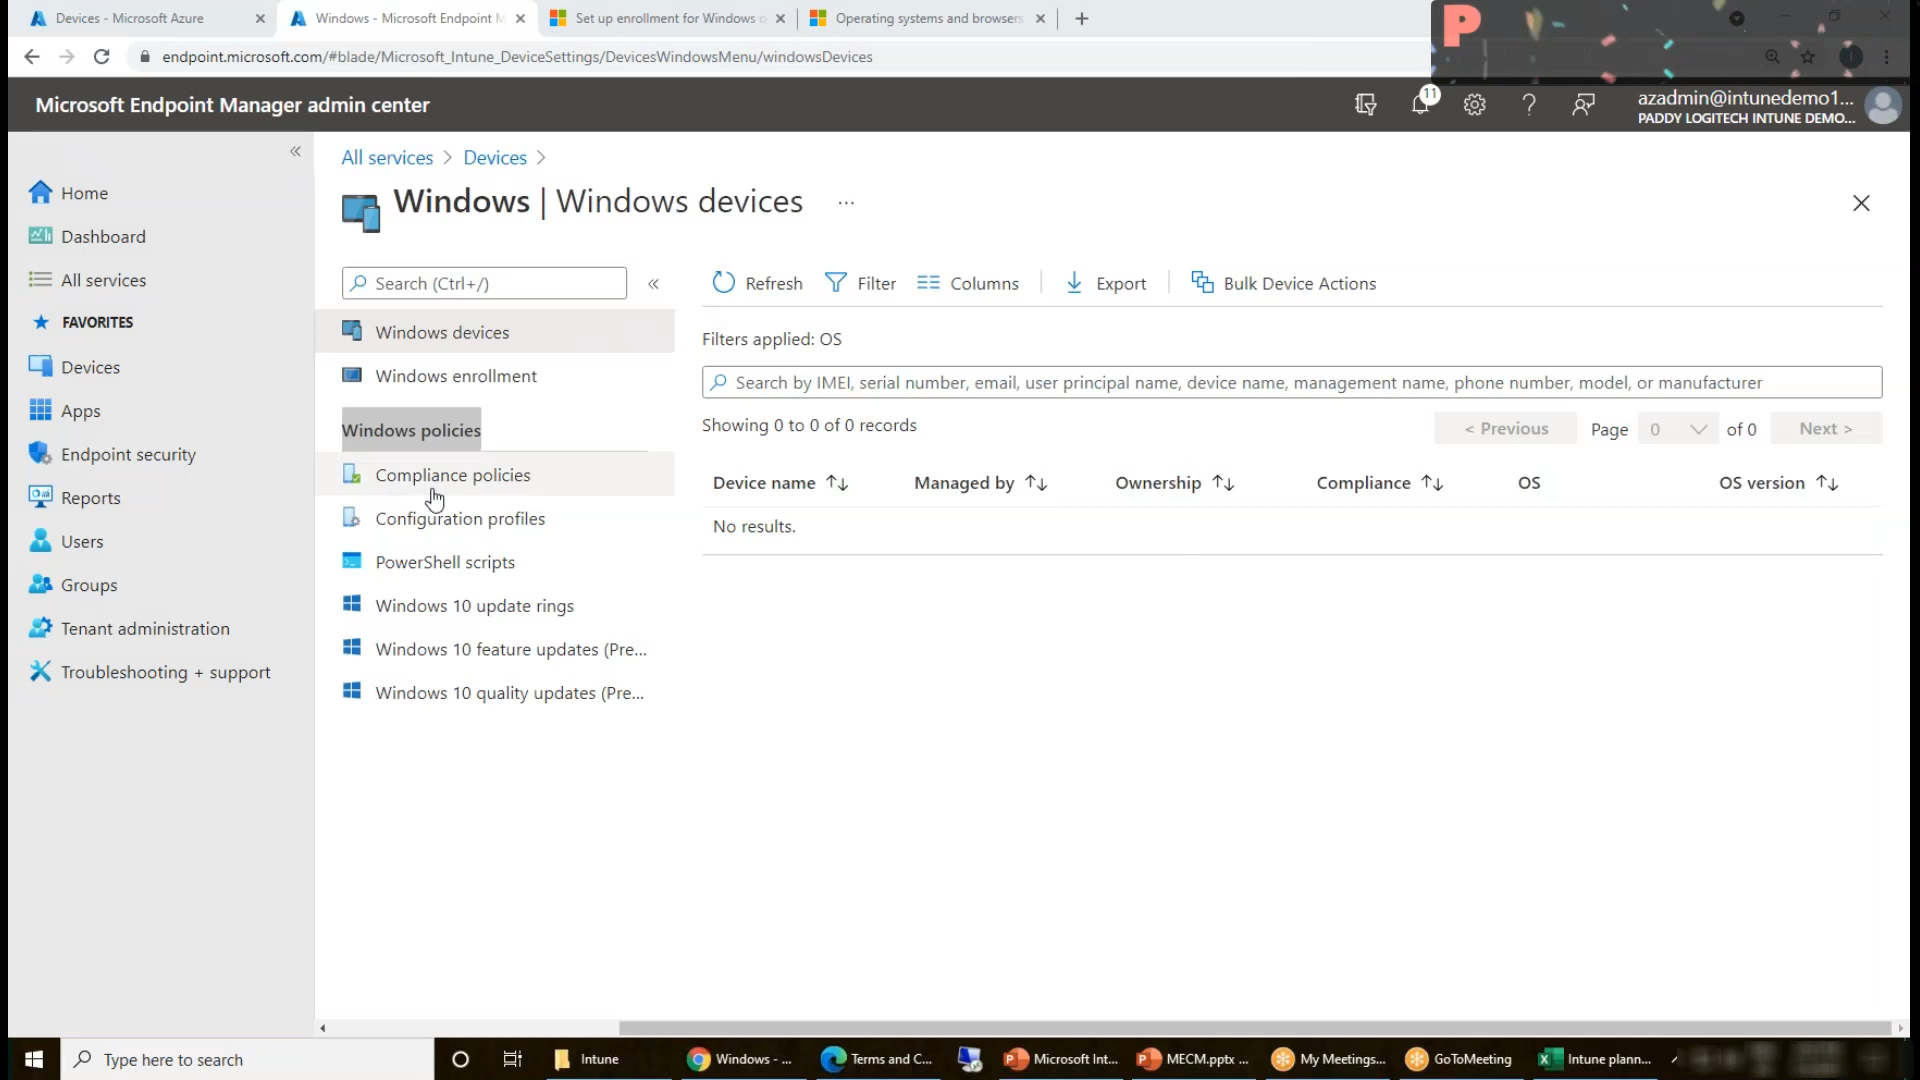 Devices - Microsoft Azure
Windows - Microsoft Endpoint M
Set up enrollment for Windows
Operating systems and browsers
P
endpoint.microsoft.com/#blade/Microsoft_Intune_DeviceSettings/DevicesWindowsMenu/windowsDevices
Microsoft Endpoint Manager admin center
11
azadmin@intunedemo1...
PADDY LOGITECH INTUNE DEMO...
Home
Dashboard
All services
FAVORITES
Devices
Apps
Endpoint security
Reports
Users
Groups
Tenant administration
Troubleshooting + support
All services > Devices >
Windows | Windows devices ...
Search (Ctrl+/)
Windows devices
Windows enrollment
Windows policies
Compliance policies
Configuration profiles
PowerShell scripts
Windows 10 update rings
Windows 10 feature updates (Pre...
Windows 10 quality updates (Pre...
Refresh Filter Columns Export Bulk Device Actions
Filters applied: OS
Search by IMEI, serial number, email, user principal name, device name, management name, phone number, model, or manufacturer
Showing 0 to 0 of 0 records
< Previous Page 0 of 0 Next >
Device name Managed by Ownership Compliance OS OS version
No results.
Type here to search
Intune
Windows - ...
Terms and C...
Microsoft Int...
MECM.pptx ...
My Meetings...
GoToMeeting
Intune plann...